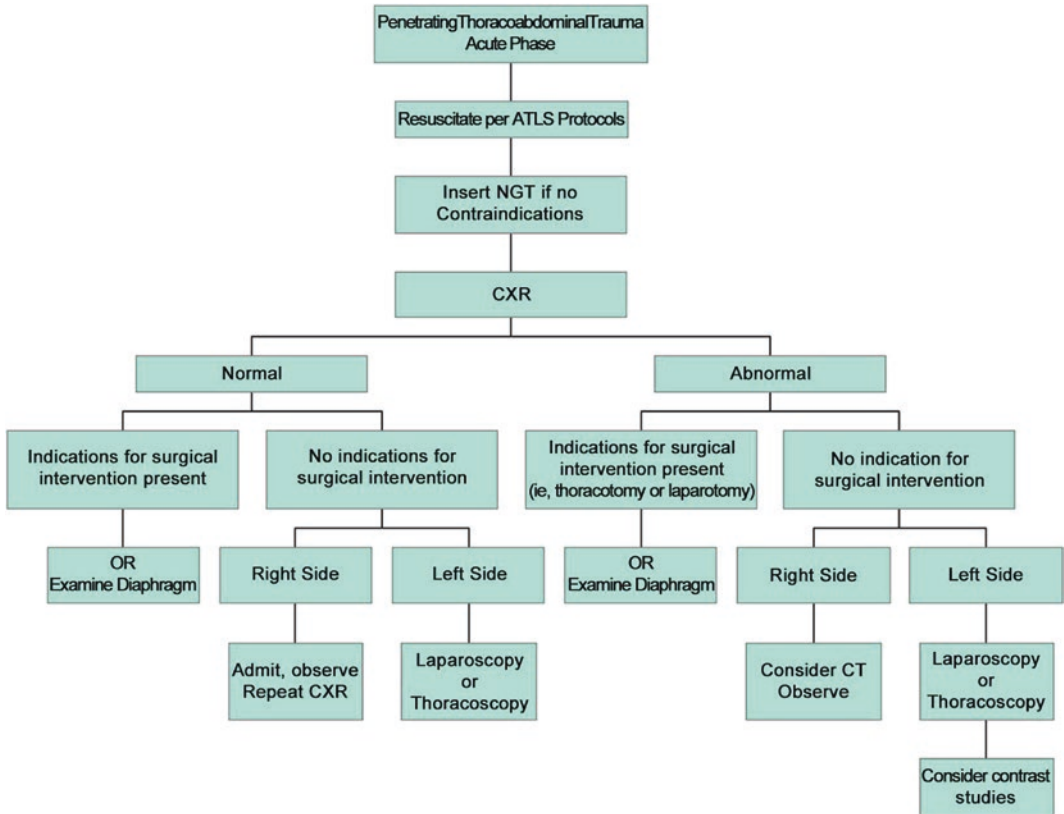 PenetratingThoracoabdominalTrauma
Acute Phase
Resuscitate per ATLS Protocols
Insert NGT if no
Contraindications
CXR
Normal
Abnormal
Indications for surgical
intervention present
No indications for
surgical intervention
Indications for surgical
intervention present
(ie, thoracotomy or laparotomy)
No indication for
surgical intervention
OR
Examine Diaphragm
Right Side
Left Side
OR
Examine Diaphragm
Right Side
Left Side
Admit, observe
Repeat CXR
Laparoscopy
or
Thoracoscopy
Consider CT
Observe
Laparoscopy
or
Thoracoscopy
Consider contrast
studies